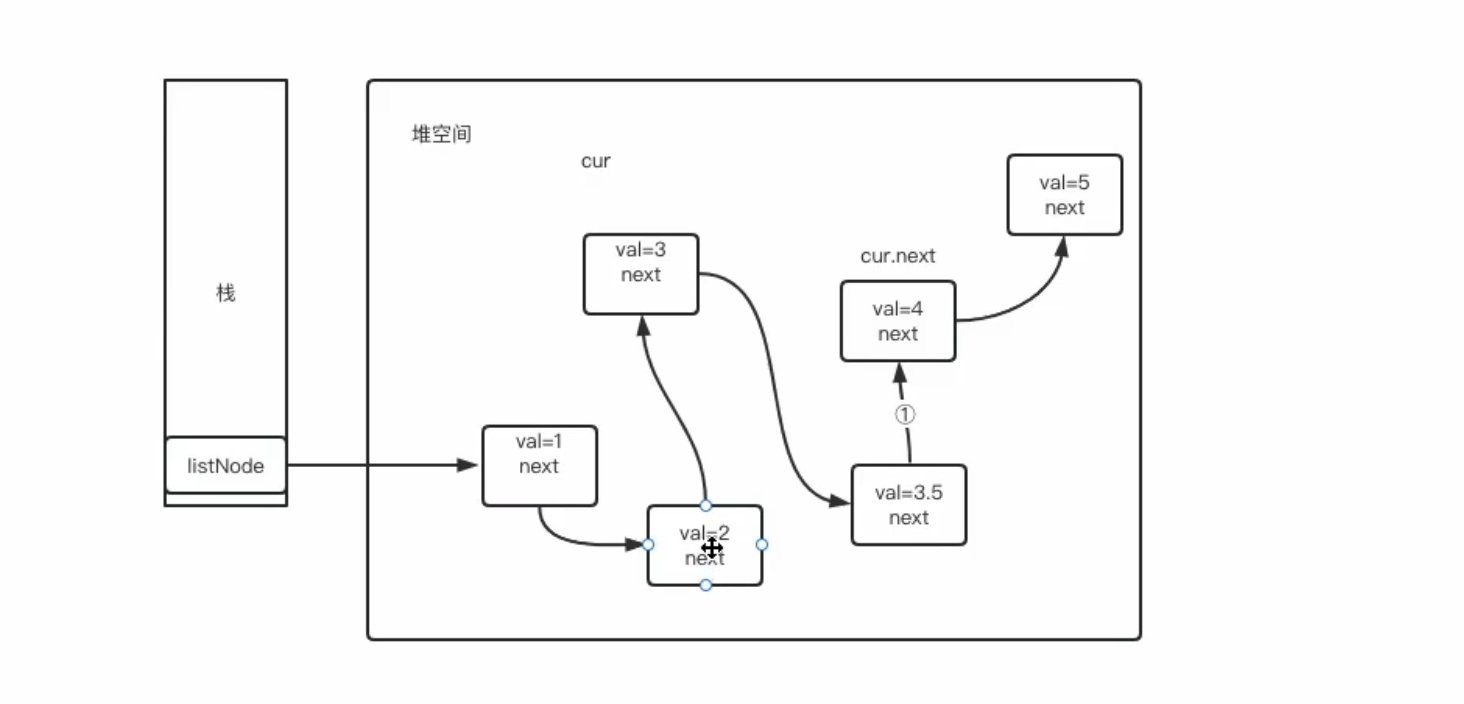 堆空间
cur
val=5
next
val=3
next
cur.next
栈
val=4
next
①
val=1
next
listNode
val=3.5
next
val=2
next